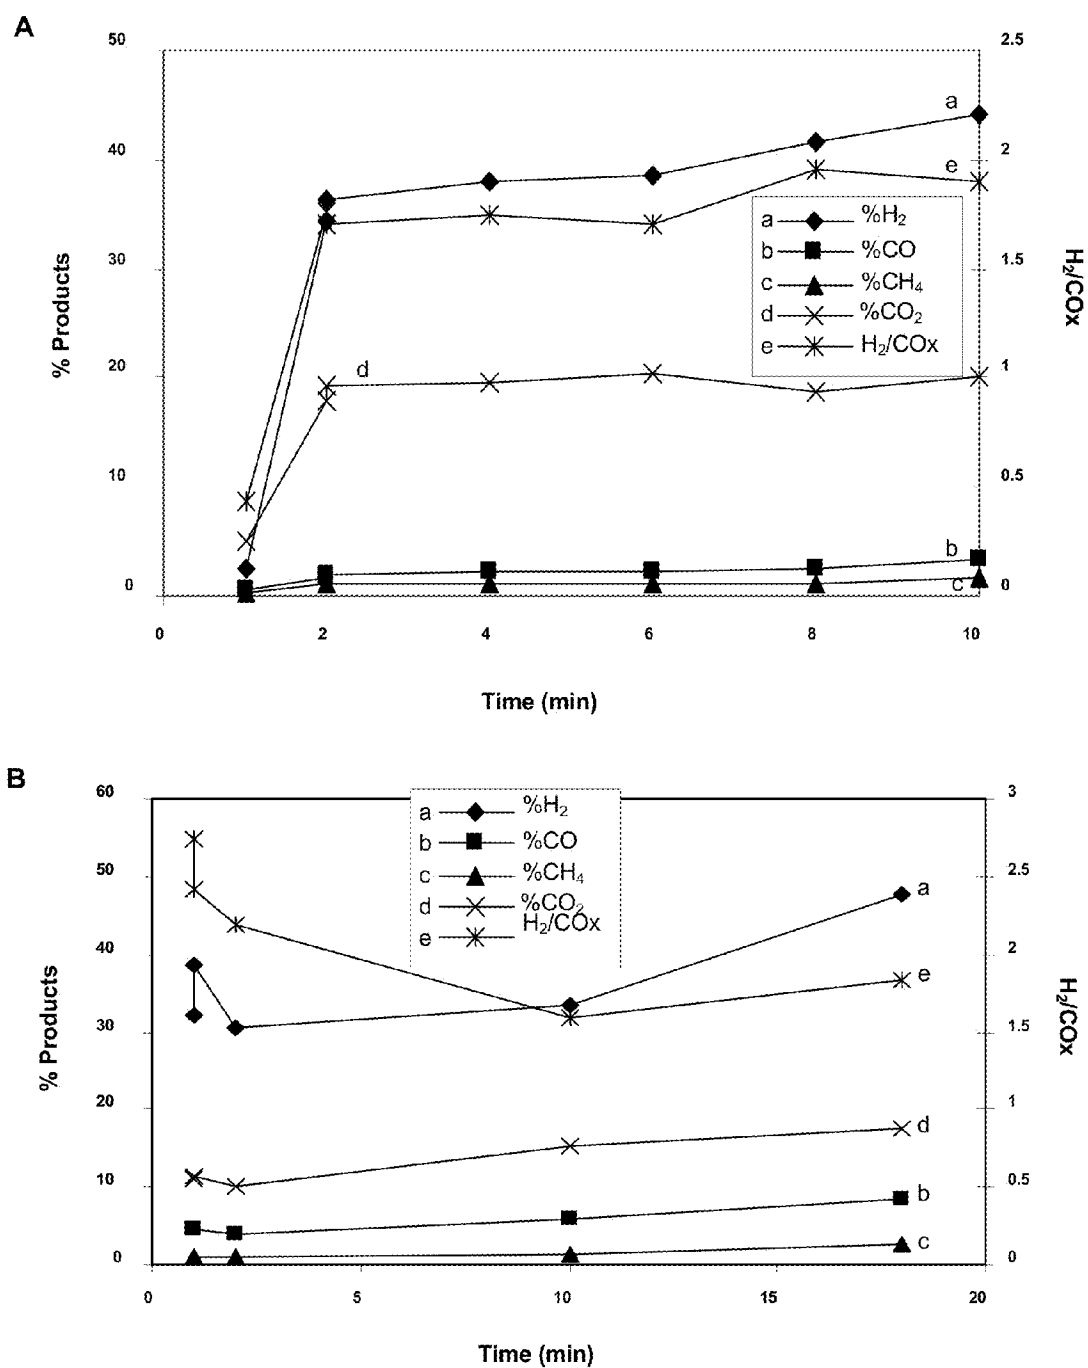 A
50
2.5
a
40
2
e
a %H₂
b %CO
c %CH₄
d %CO₂
e H₂/COx
30
1.5
% Products
H₂/COx
d
20
1
10
0.5
b
c
0
0
0 2 4 6 8 10
Time (min)
B
60
3
a %H₂
b %CO
c %CH₄
d %CO₂
e H₂/COx
50
2.5
a
40
2
e
% Products
H₂/COx
30
1.5
20
1
d
10
0.5
b
c
0
0
0 5 10 15 20
Time (min)